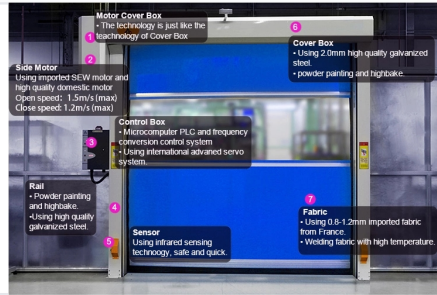 Motor Cover Box
• The technology is just like the
teachnology of Cover Box
1
6
Cover Box
• Using 2.0mm high quality galvanized
steel.
• powder painting and highbake.
2
Side Motor
Using imported SEW motor and
high quality domestic motor
Open speed: 1.5m/s (max)
Close speed: 1.2m/s (max)
Control Box
• Microcomputer PLC and frequency
conversion control system
• Using international advaned servo
system.
3
Rail
• Powder painting
and highbake.
•Using high quality
galvanized steel.
4
7
Fabric
• Using 0.8-1.2mm imported fabric
from France.
• Welding fabric with high temperature.
5
Sensor
Using infrared sensing
technology, safe and quick.